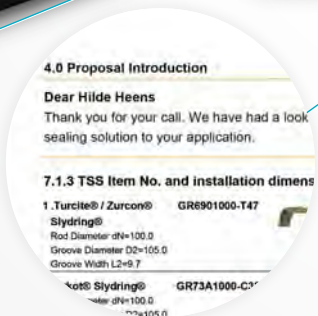 4.0 Proposal Introduction
Dear Hilde Heens
Thank you for your call. We have had a look
sealing solution to your application.
7.1.3 TSS Item No. and installation dimens
1 .Turcite® / Zurcon® GR6901000-T47
Slydring®
Rod Diameter dN=100.0
Groove Diameter D2=105.0
Groove Width L2=9.7
Slydring®
dN=100.0